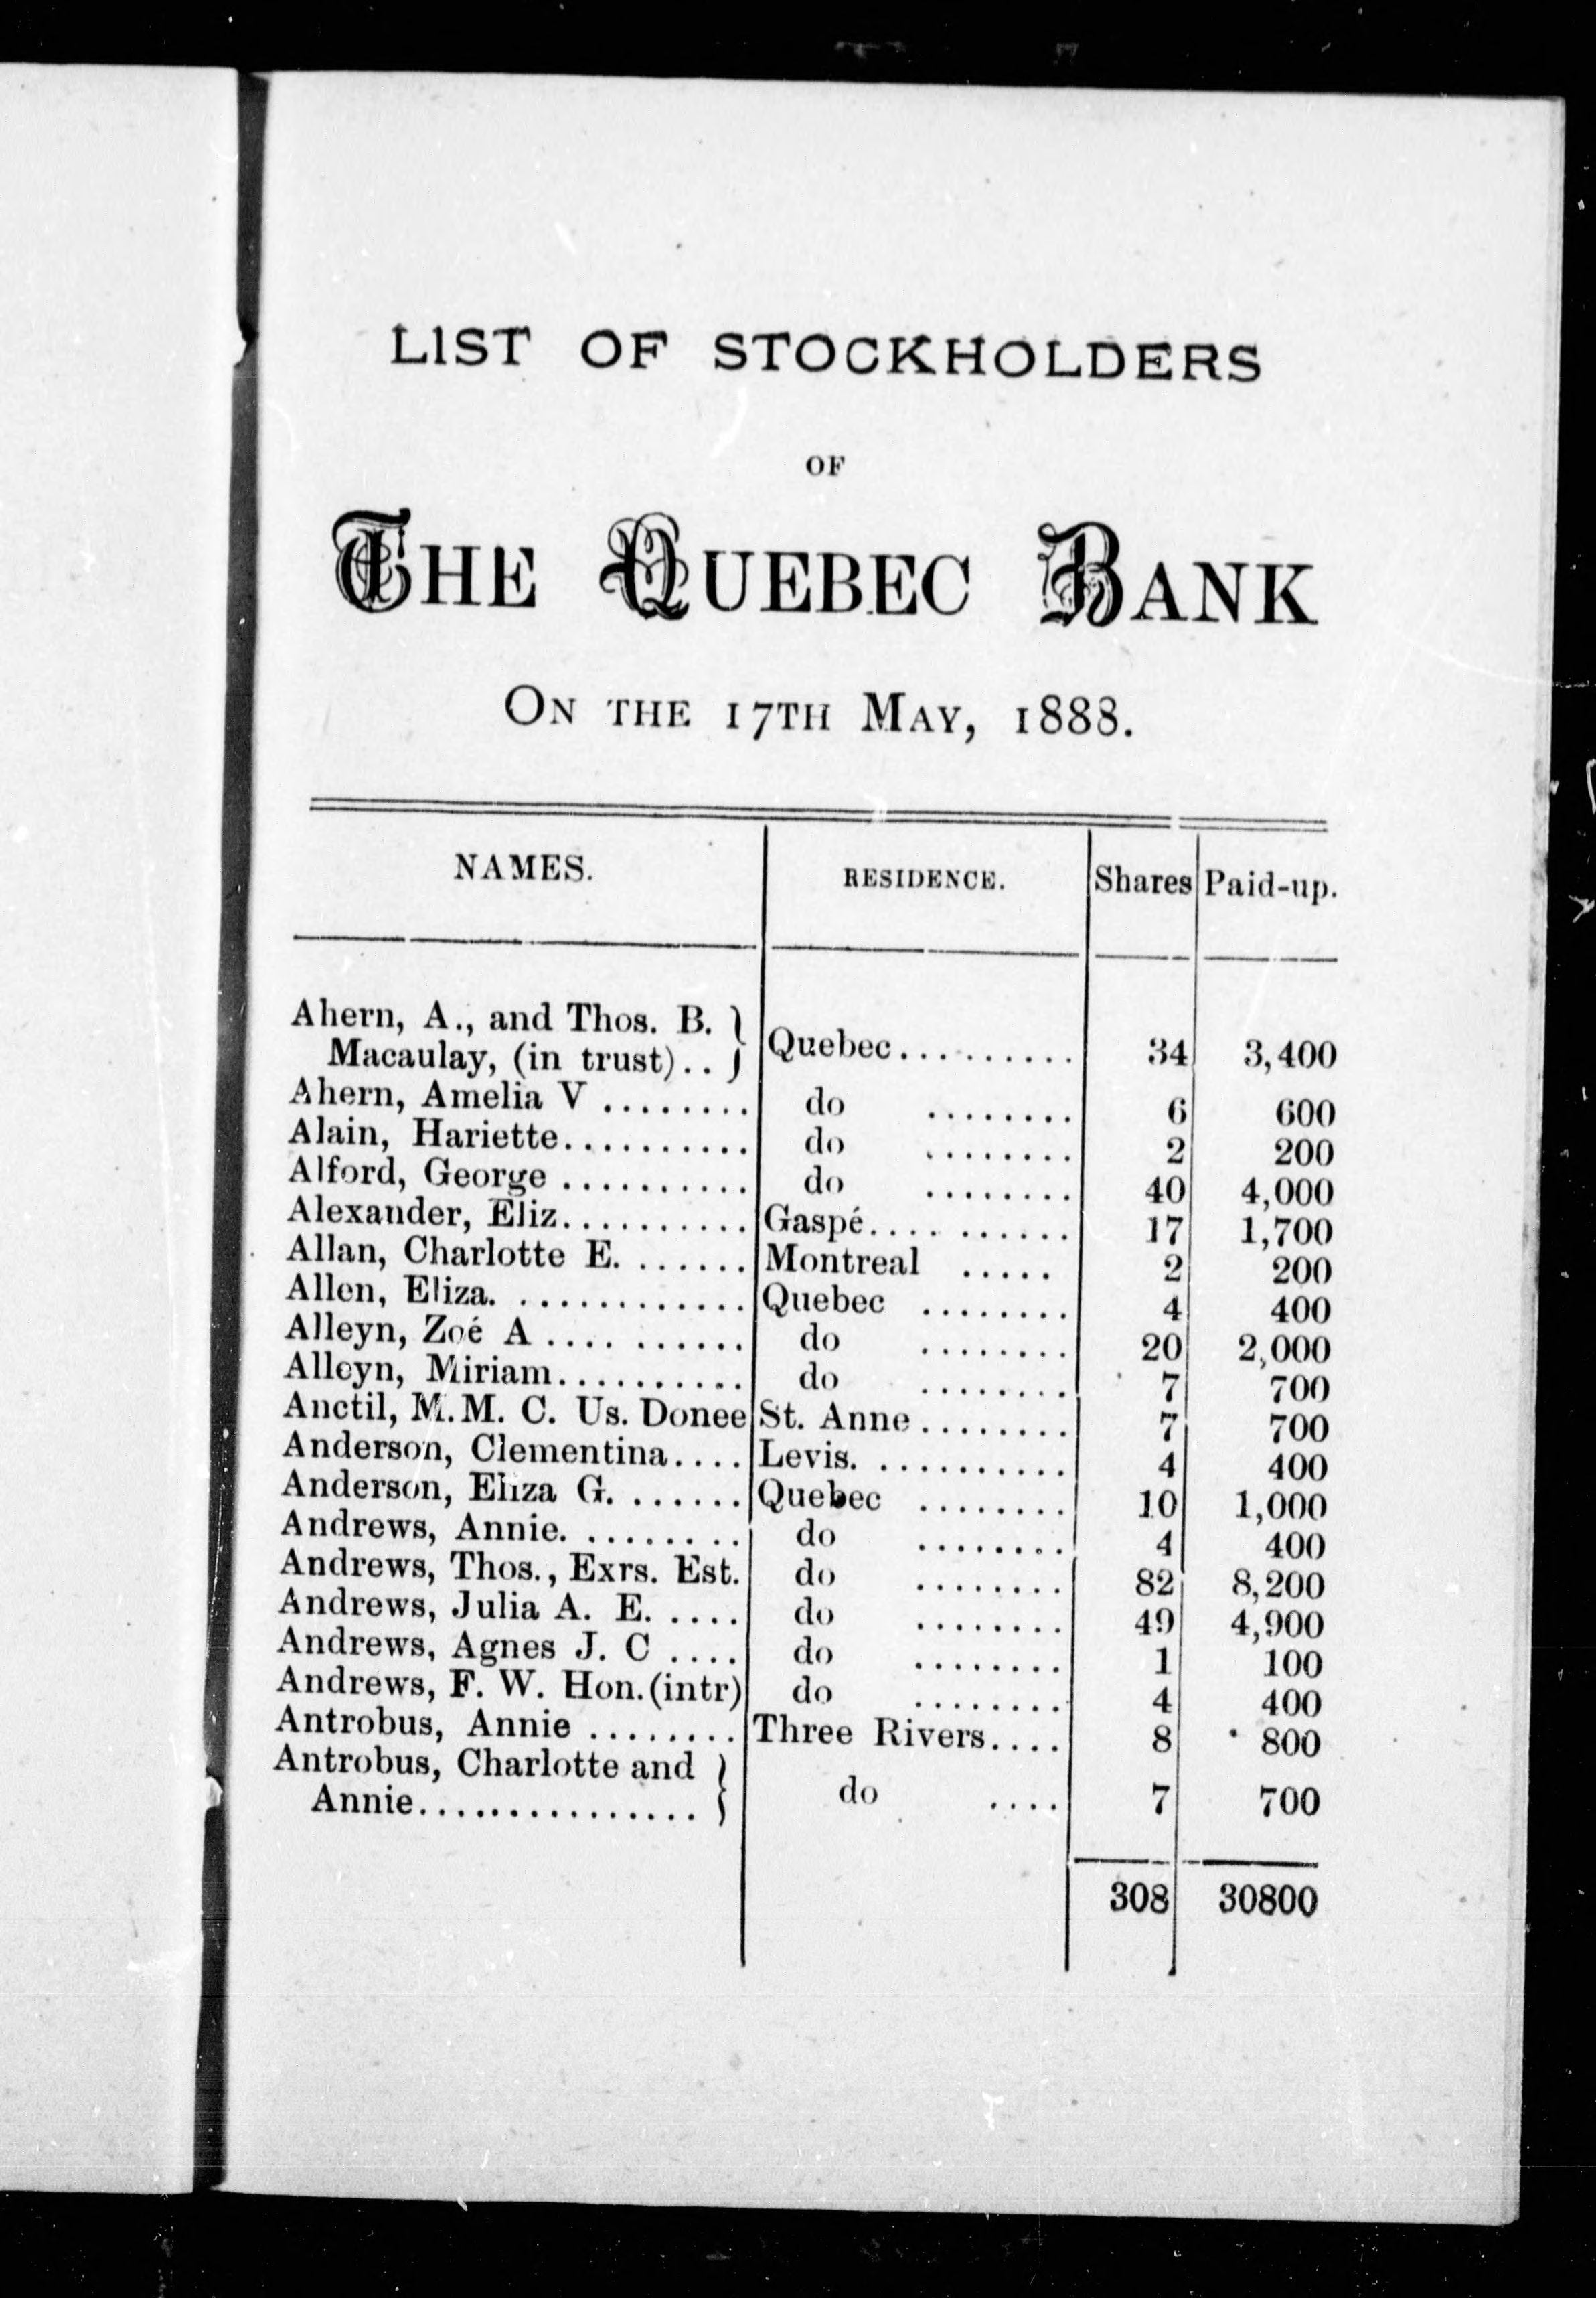 LIST OF STOCKHOLDERS
OF
THE QUEBEC BANK
ON THE 17TH MAY, 1888.
NAMES. RESIDENCE. Shares Paid-up.
Ahern, A., and Thos. B.
Macaulay, (in trust).. } Quebec.......... 34 3,400
Ahern, Amelia V ........ do ........ 6 600
Alain, Hariette........... do ........ 2 200
Alford, George .......... do ........ 40 4,000
Alexander, Eliz.......... Gaspé.... ...... 17 1,700
Allan, Charlotte E. ...... Montreal ..... 2 200
Allen, Eliza. ............ Quebec ........ 4 400
Alleyn, Zoé A .... ...... do ........ 20 2,000
Alleyn, Miriam.......... do ........ 7 700
Anctil, M. M. C. Us. Donee St. Anne ........ 7 700
Anderson, Clementina.... Levis. .......... 4 400
Anderson, Eliza G. ...... Quebec ........ 10 1,000
Andrews, Annie. ........ do ........ 4 400
Andrews, Thos., Exrs. Est. do ........ 82 8,200
Andrews, Julia A. E. .... do ........ 49 4,900
Andrews, Agnes J. C .... do ........ 1 100
Andrews, F. W. Hon. (intr) do ........ 4 400
Antrobus, Annie ........ Three Rivers.... 8 800
Antrobus, Charlotte and
Annie............... } do .... 7 700
308 30800